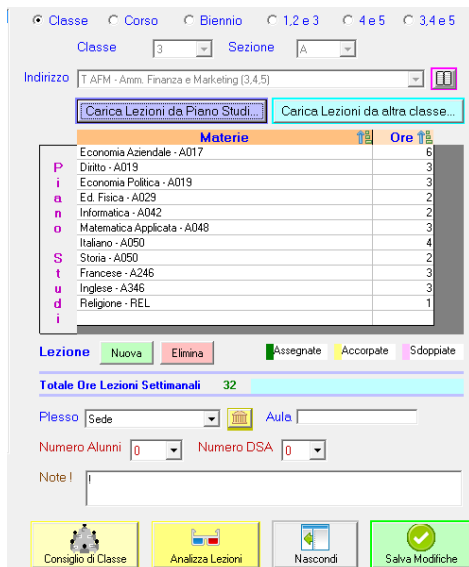 Classe Corso Biennio 1,2 e 3 4 e 5 3,4 e 5
Classe 3 Sezione A
Indirizzo T AFM - Amm. Finanza e Marketing (3,4,5)
Carica Lezioni da Piano Studi... Carica Lezioni da altra classe...
Materie Ore
Economia Aziendale - A017 6
Diritto - A019 3
Economia Politica - A019 3
Ed. Fisica - A029 2
Informatica - A042 2
Matematica Applicata - A048 3
Italiano - A050 4
Storia - A050 2
Francese - A246 3
Inglese - A346 3
Religione - REL 1
Piano Studi
Lezione Nuova Elimina Assegnate Accorpate Sdoppiate
Totale Ore Lezioni Settimanali 32
Plesso Sede Aula
Numero Alunni 0 Numero DSA 0
Note ! !
Consiglio di Classe Analizza Lezioni Nascondi Salva Modifiche